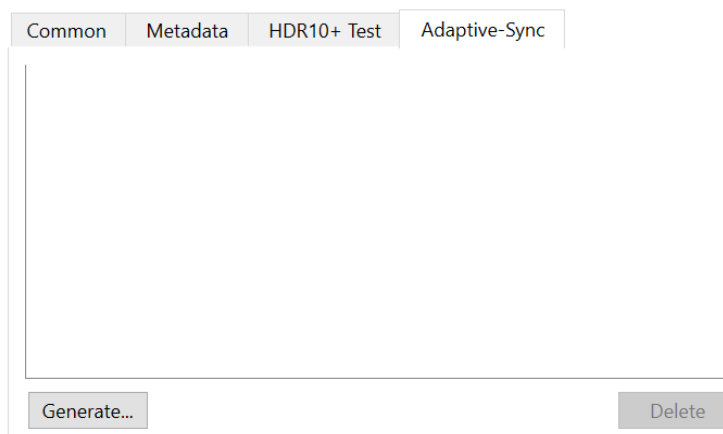 Common Metadata HDR10+ Test Adaptive-Sync
Generate... Delete